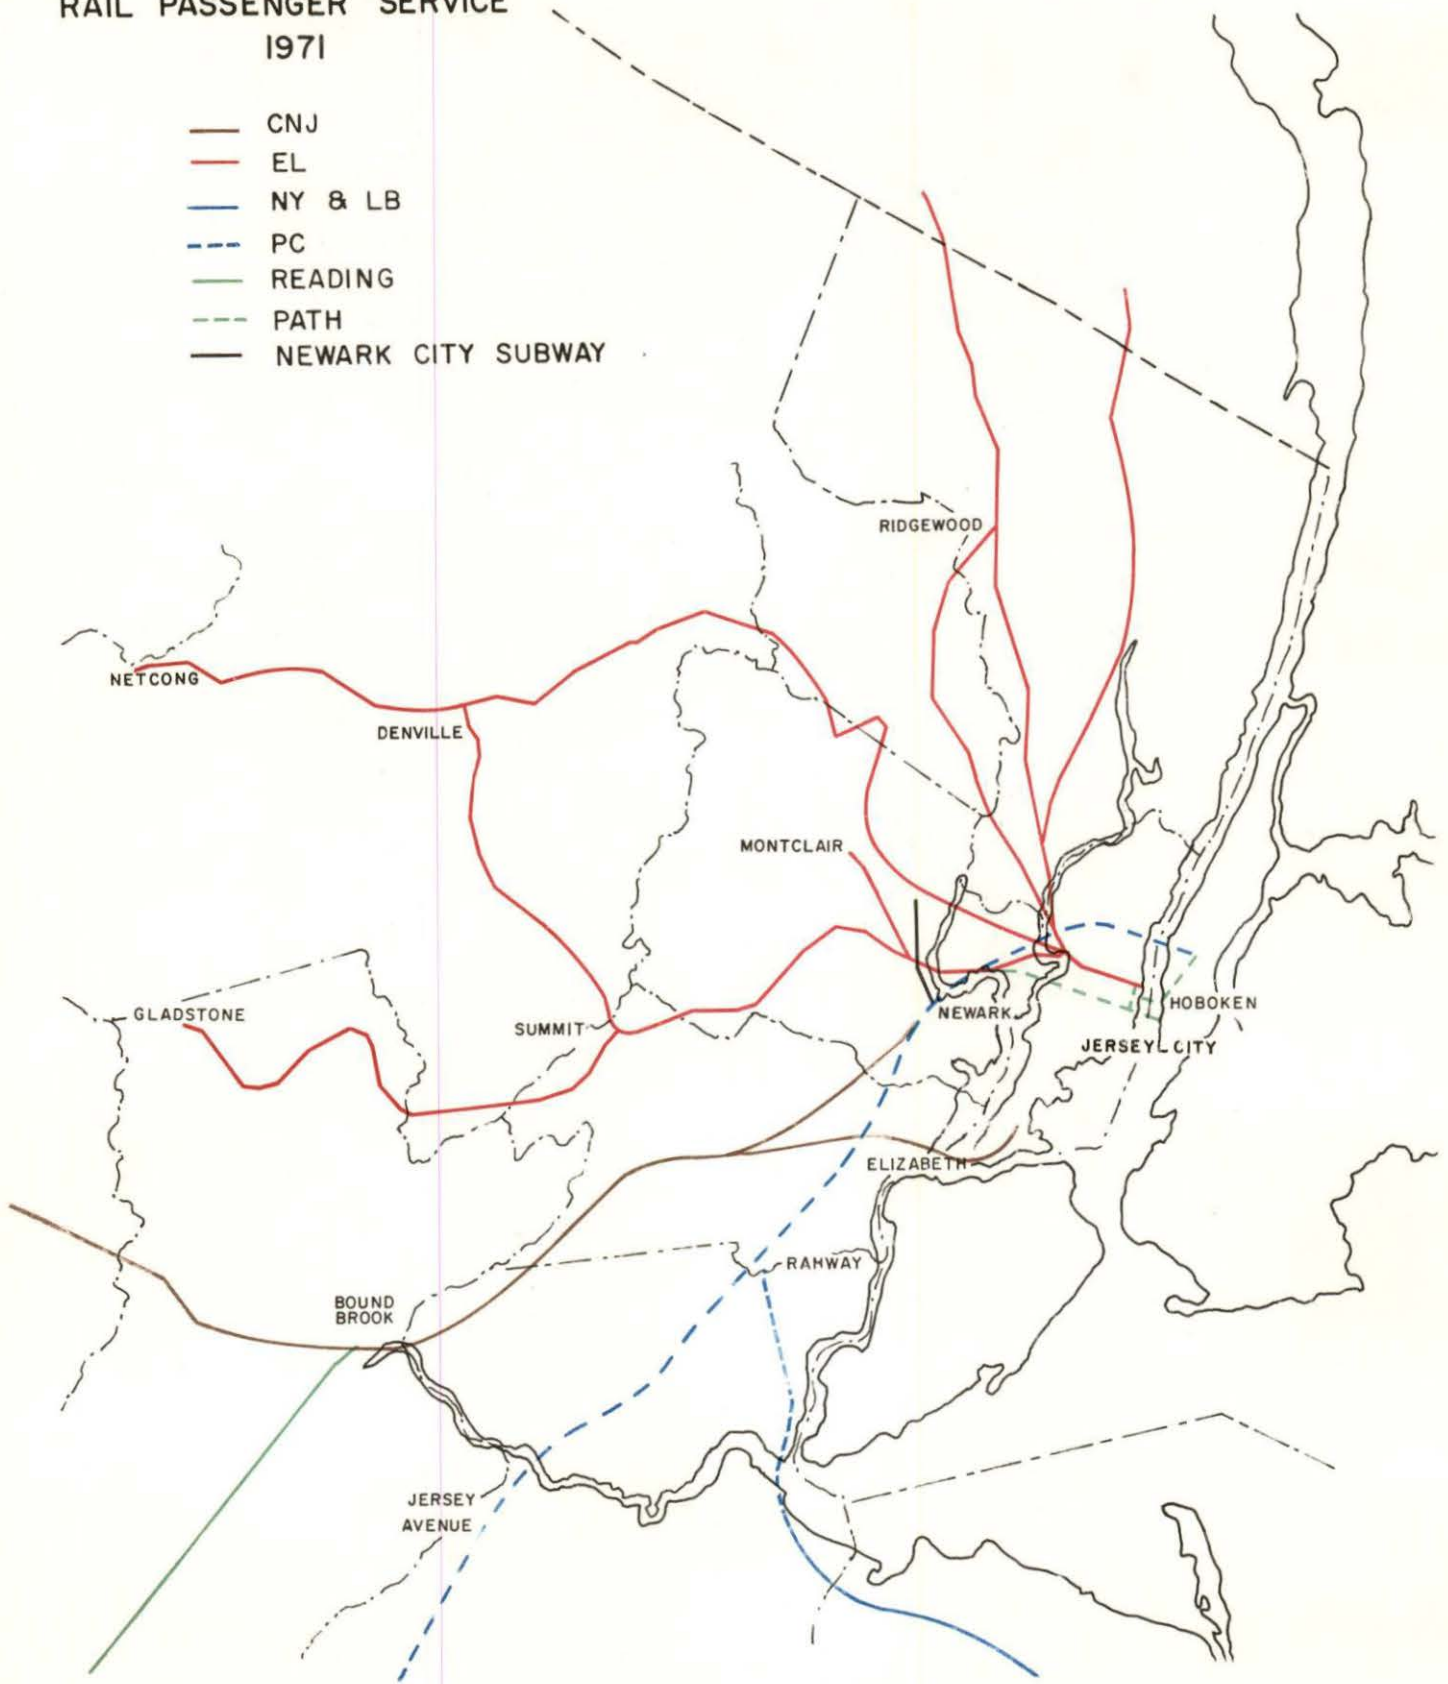 RAIL PASSENGER SERVICE
1971
CNJ
EL
NY & LB
PC
READING
PATH
NEWARK CITY SUBWAY
RIDGEWOOD
NETCONG
DENVILLE
MONTCLAIR
GLADSTONE
SUMMIT
NEWARK
HOBOKEN
JERSEY CITY
ELIZABETH
RAHWAY
BOUND
BROOK
JERSEY
AVENUE